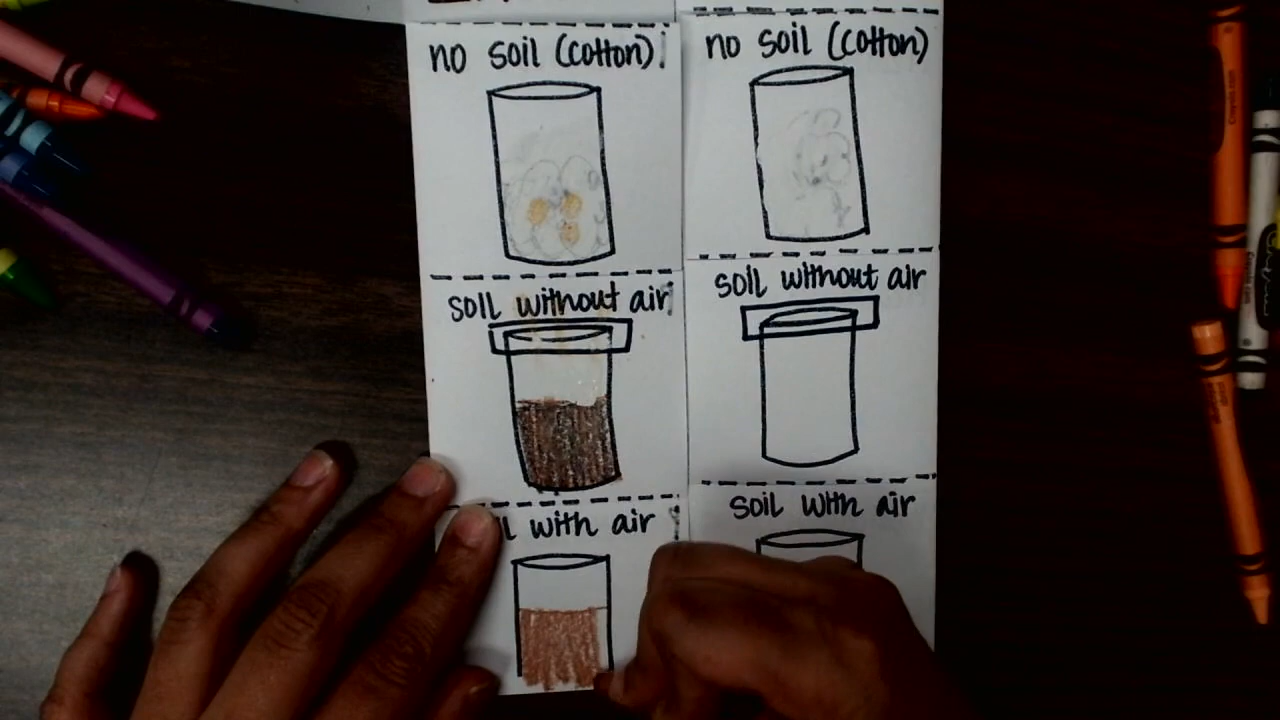 no soil (cotton)
no soil (cotton)
soil without air
soil without air
with air
soil with air